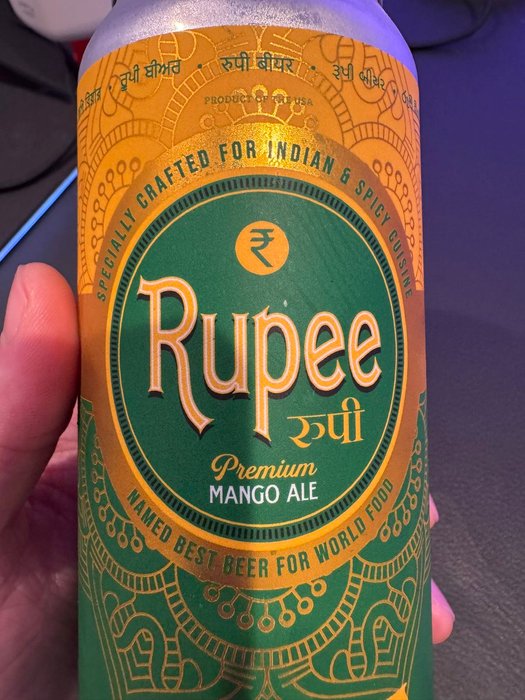 ਰੂਪੀ ਬੀਅਰ • रुपी बीयर •
PRODUCT OF THE USA
SPECIALLY CRAFTED FOR INDIAN & SPICY CUISINE
₹
Rupee
रुपी
Premium
MANGO ALE
NAMED BEST BEER FOR WORLD FOOD